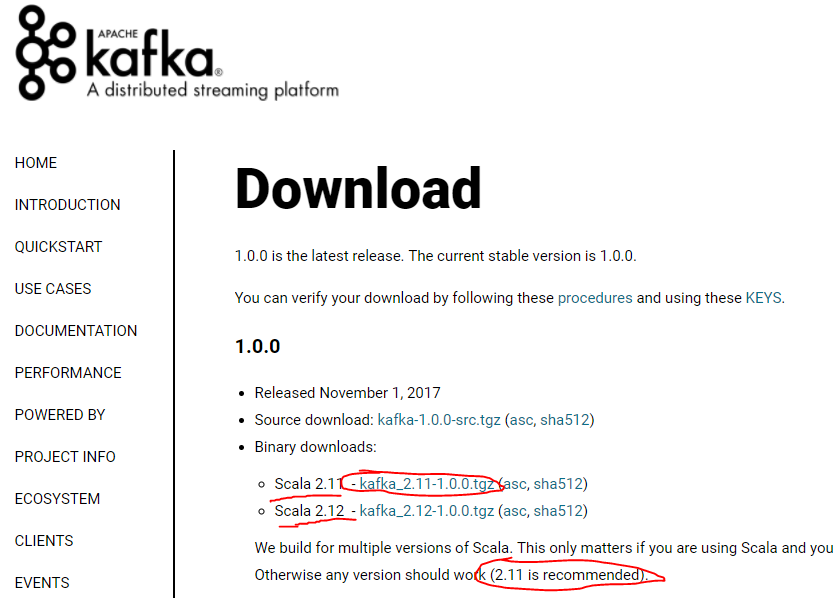 APACHE
kafka®
A distributed streaming platform
HOME
INTRODUCTION
QUICKSTART
USE CASES
DOCUMENTATION
PERFORMANCE
POWERED BY
PROJECT INFO
ECOSYSTEM
CLIENTS
EVENTS
Download
1.0.0 is the latest release. The current stable version is 1.0.0.
You can verify your download by following these procedures and using these KEYS.
1.0.0
• Released November 1, 2017
• Source download: kafka-1.0.0-src.tgz (asc, sha512)
• Binary downloads:
◦ Scala 2.11 - kafka_2.11-1.0.0.tgz (asc, sha512)
◦ Scala 2.12 - kafka_2.12-1.0.0.tgz (asc, sha512)
We build for multiple versions of Scala. This only matters if you are using Scala and you
Otherwise any version should work (2.11 is recommended).